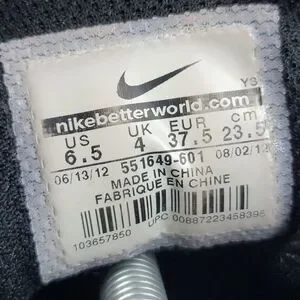 YS
nikebetterworld.com
US UK EUR cm
6.5 4 37.5 23.5
06/13/12 551649-601 08/02/12
MADE IN CHINA
FABRIQUE EN CHINE
UPC 00887223458395
103657850